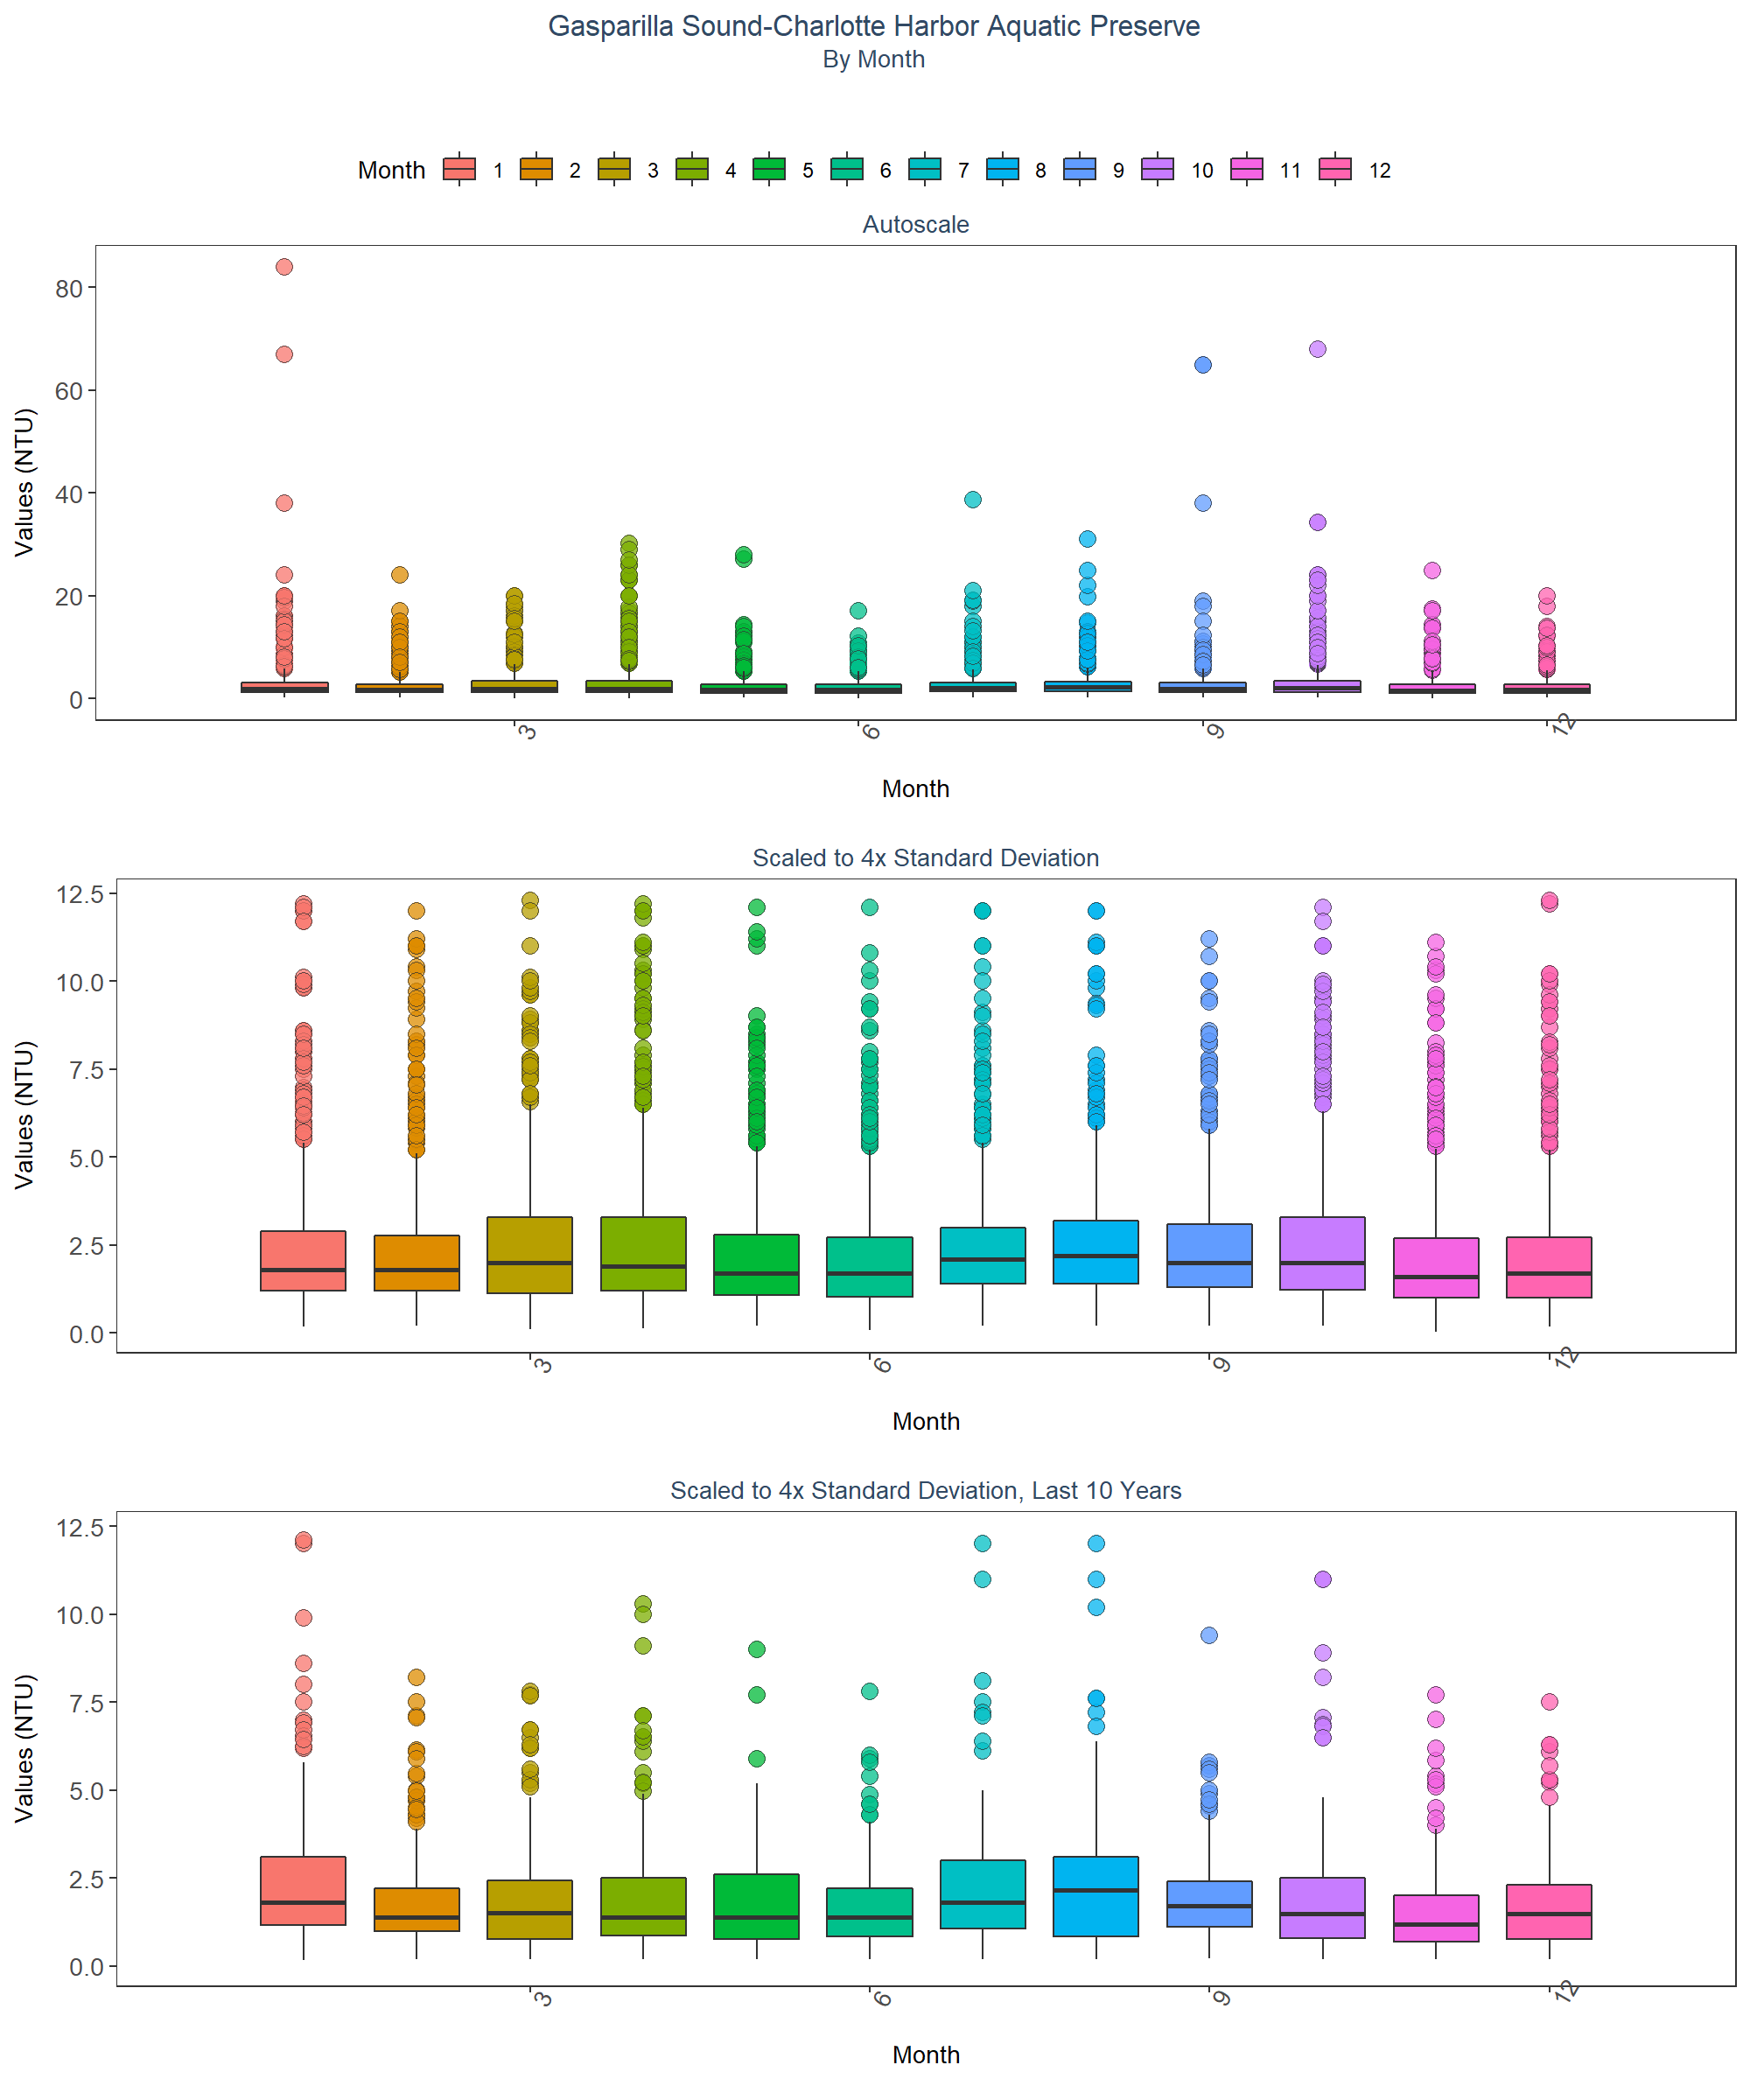 Gasparilla Sound-Charlotte Harbor Aquatic Preserve
By Month
Month 1 2 3 4 5 6 7 8 9 10 11 12
Autoscale
Values (NTU)
80
60
40
20
0
3 6 9 12
Month
Scaled to 4x Standard Deviation
Values (NTU)
12.5
10.0
7.5
5.0
2.5
0.0
3 6 9 12
Month
Scaled to 4x Standard Deviation, Last 10 Years
Values (NTU)
12.5
10.0
7.5
5.0
2.5
0.0
3 6 9 12
Month